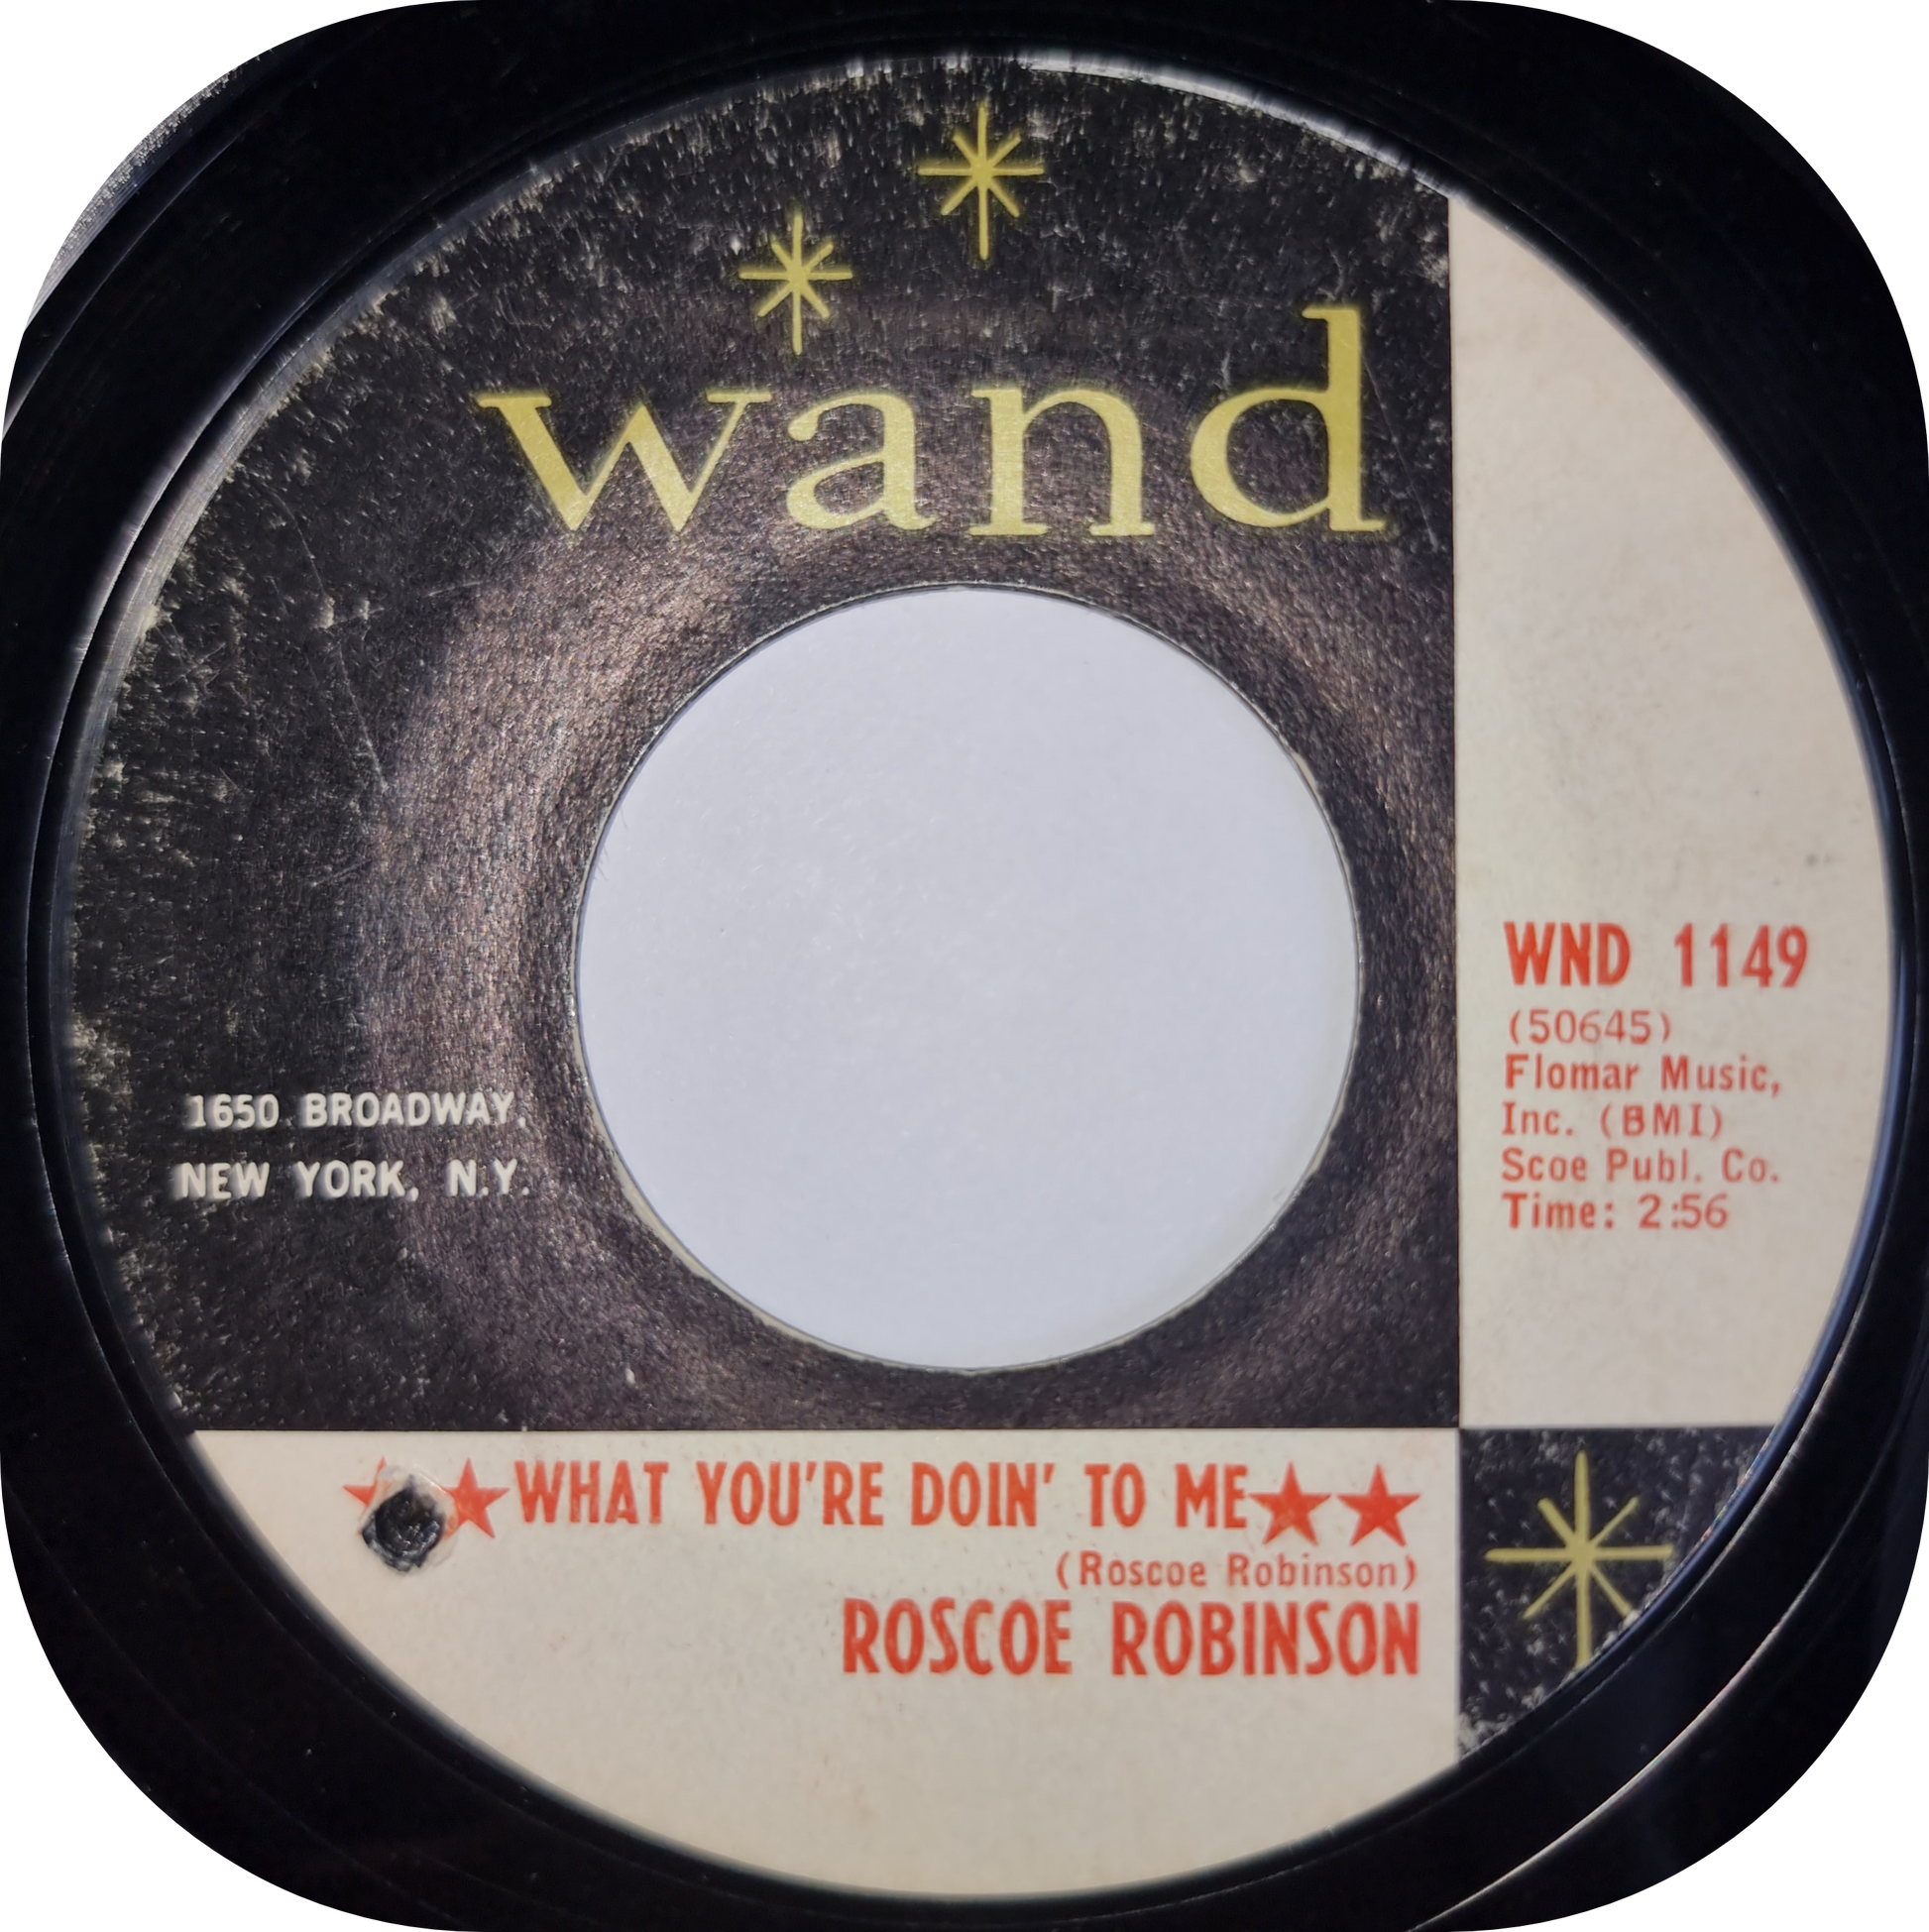 wand
1650 BROADWAY,
NEW YORK, N.Y.
WND 1149
(50645)
Flomar Music,
Inc. (BMI)
Scoe Publ. Co.
Time: 2:56
★★WHAT YOU'RE DOIN' TO ME★★
(Roscoe Robinson)
ROSCOE ROBINSON